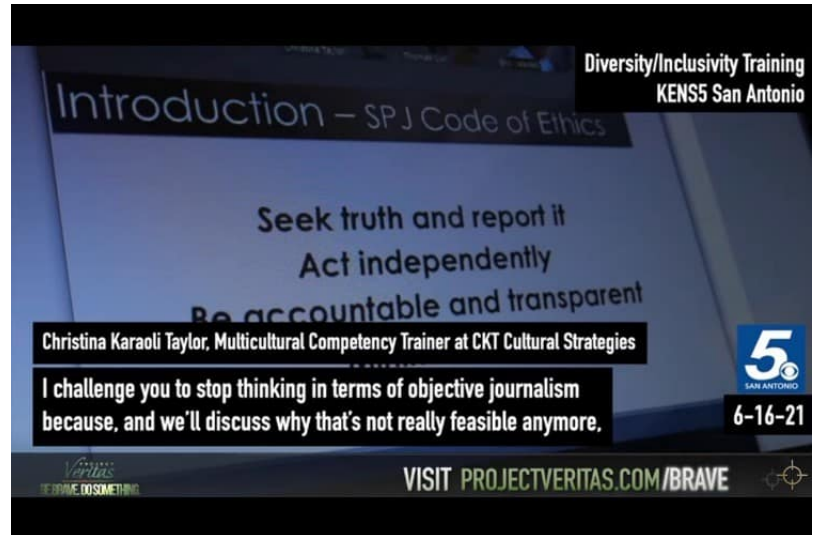 Diversity/Inclusivity Training
KENS5 San Antonio
Introduction – SPJ Code of Ethics
Seek truth and report it
Act independently
Be accountable and transparent
Christina Karaoli Taylor, Multicultural Competency Trainer at CKT Cultural Strategies
I challenge you to stop thinking in terms of objective journalism
because, and we'll discuss why that's not really feasible anymore,
5
SAN ANTONIO
6-16-21
PROJECT
Veritas
BE BRAVE. DO SOMETHING.
VISIT PROJECTVERITAS.COM/BRAVE